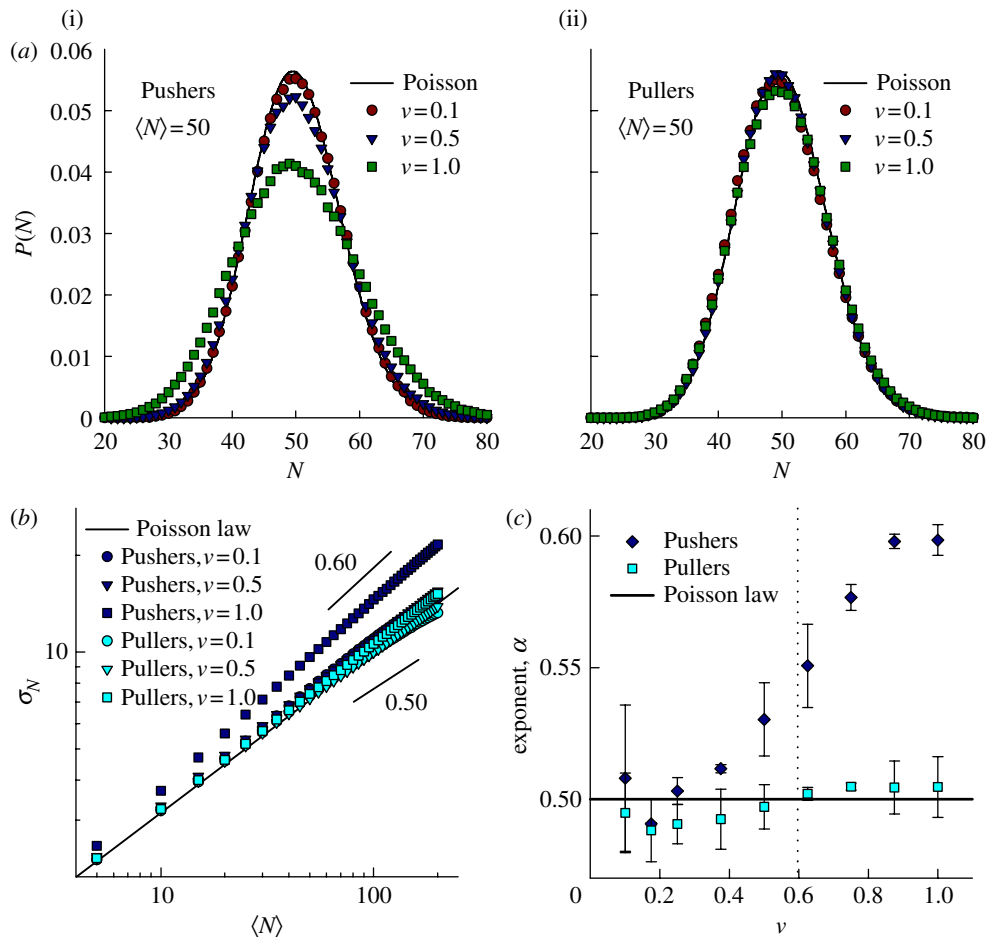 (i)
(ii)
(a)
0.06
0.05
0.04
0.03
0.02
0.01
0
P(N)
Pushers
⟨N⟩=50
Poisson
ν=0.1
ν=0.5
ν=1.0
20 30 40 50 60 70 80
N
Pullers
⟨N⟩=50
Poisson
ν=0.1
ν=0.5
ν=1.0
20 30 40 50 60 70 80
N
(b)
Poisson law
Pushers, ν=0.1
Pushers, ν=0.5
Pushers, ν=1.0
Pullers, ν=0.1
Pullers, ν=0.5
Pullers, ν=1.0
0.60
0.50
10
σN
10 100
⟨N⟩
(c)
Pushers
Pullers
Poisson law
0.60
0.55
0.50
exponent, α
0 0.2 0.4 0.6 0.8 1.0
ν